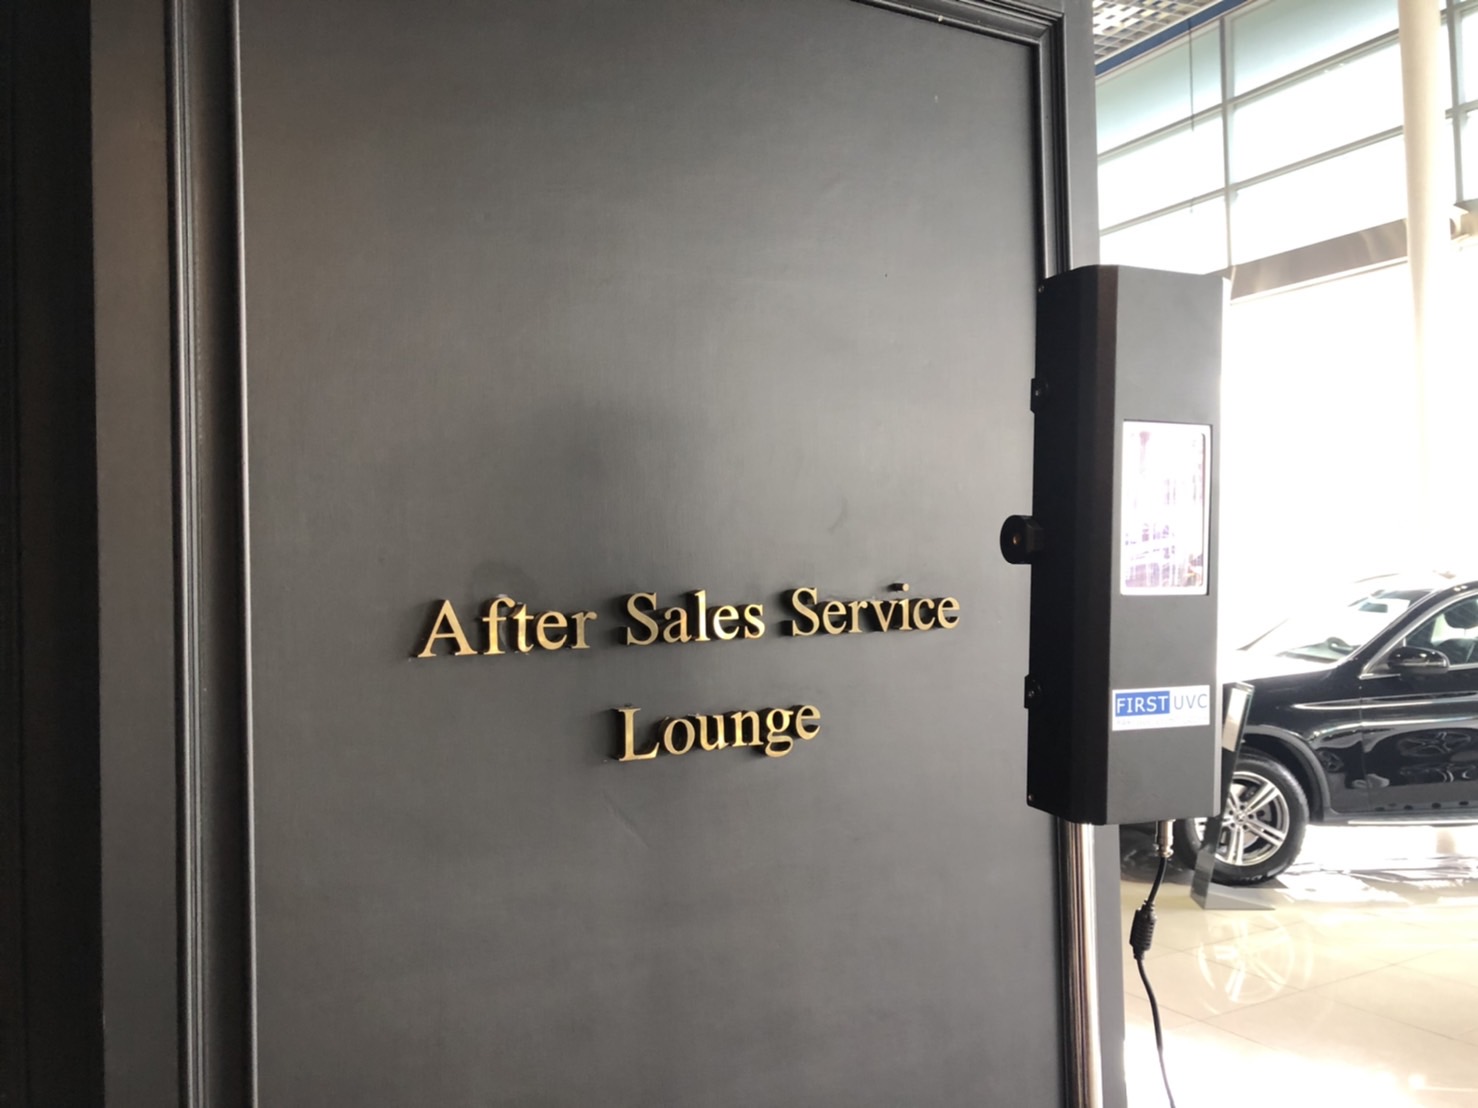 After Sales Service
Lounge
FIRST UVC